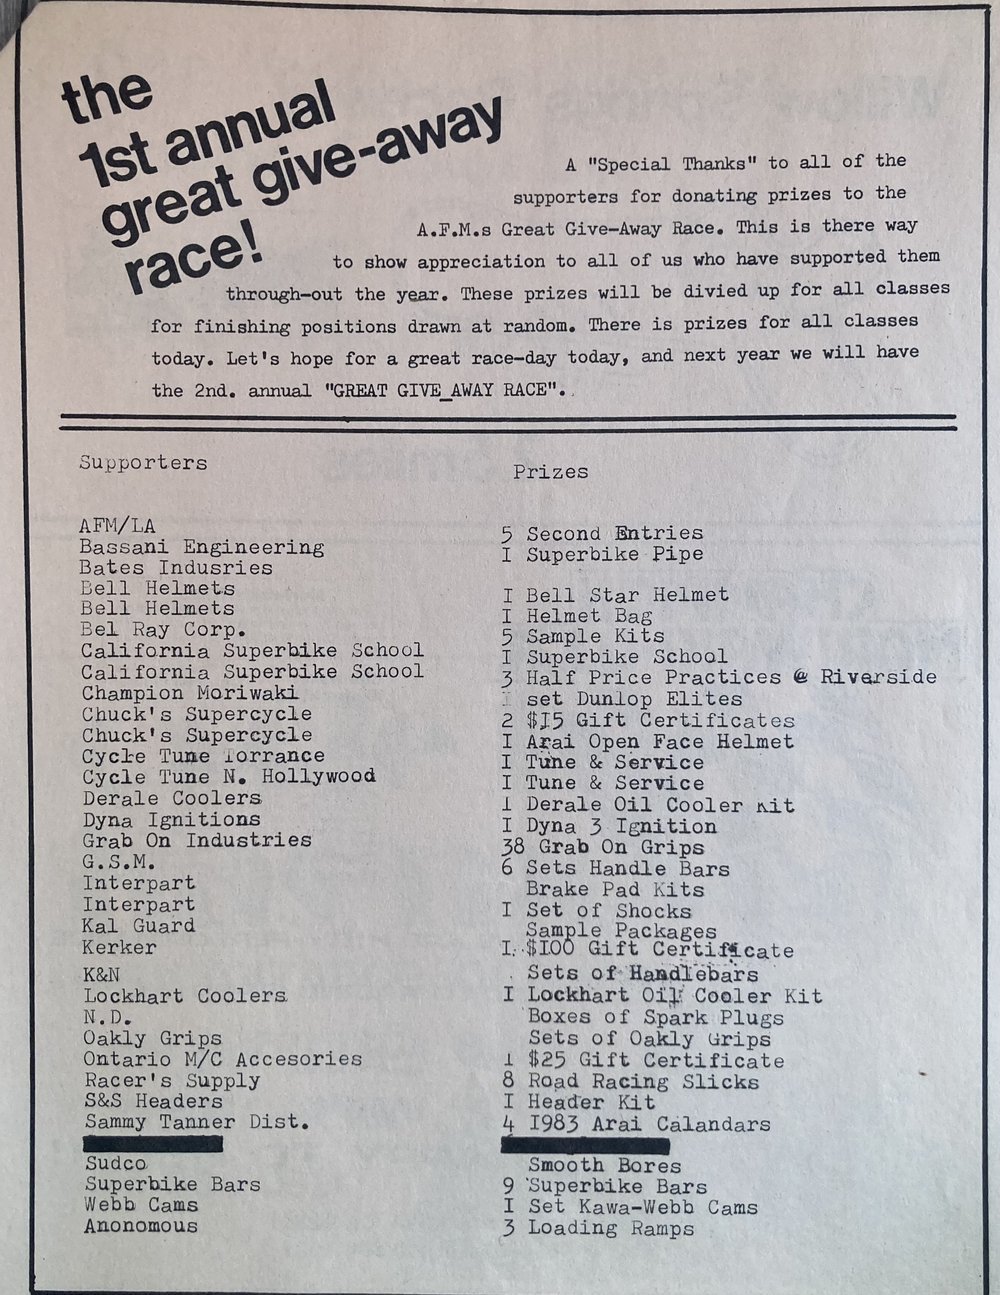 the
1st annual
great give-away
race!
A "Special Thanks" to all of the
supporters for donating prizes to the
A.F.M.s Great Give-Away Race. This is there way
to show appreciation to all of us who have supported them
through-out the year. These prizes will be divied up for all classes
for finishing positions drawn at random. There is prizes for all classes
today. Let's hope for a great race-day today, and next year we will have
the 2nd. annual "GREAT GIVE_AWAY RACE".
Supporters
Prizes
AFM/LA
5 Second Entries
Bassani Engineering
I Superbike Pipe
Bates Indusries
Bell Helmets
I Bell Star Helmet
Bell Helmets
I Helmet Bag
Bel Ray Corp.
5 Sample Kits
California Superbike School
I Superbike School
California Superbike School
3 Half Price Practices @ Riverside
Champion Moriwaki
set Dunlop Elites
Chuck's Supercycle
2 $I5 Gift Certificates
Chuck's Supercycle
I Arai Open Face Helmet
Cycle Tune Torrance
I Tune & Service
Cycle Tune N. Hollywood
I Tune & Service
Derale Coolers
1 Derale Oil Cooler Kit
Dyna Ignitions
I Dyna 3 Ignition
Grab On Industries
38 Grab On Grips
G.S.M.
6 Sets Handle Bars
Interpart
Brake Pad Kits
Interpart
I Set of Shocks
Kal Guard
Sample Packages
Kerker
I $I00 Gift Certificate
K&N
Sets of Handlebars
Lockhart Coolers
I Lockhart Oil Cooler Kit
N.D.
Boxes of Spark Plugs
Oakly Grips
Sets of Oakly Grips
Ontario M/C Accesories
1 $25 Gift Certificate
Racer's Supply
8 Road Racing Slicks
S&S Headers
I Header Kit
Sammy Tanner Dist.
4 I983 Arai Calandars
Sudco
Smooth Bores
Superbike Bars
9 Superbike Bars
Webb Cams
I Set Kawa-Webb Cams
Anonomous
3 Loading Ramps